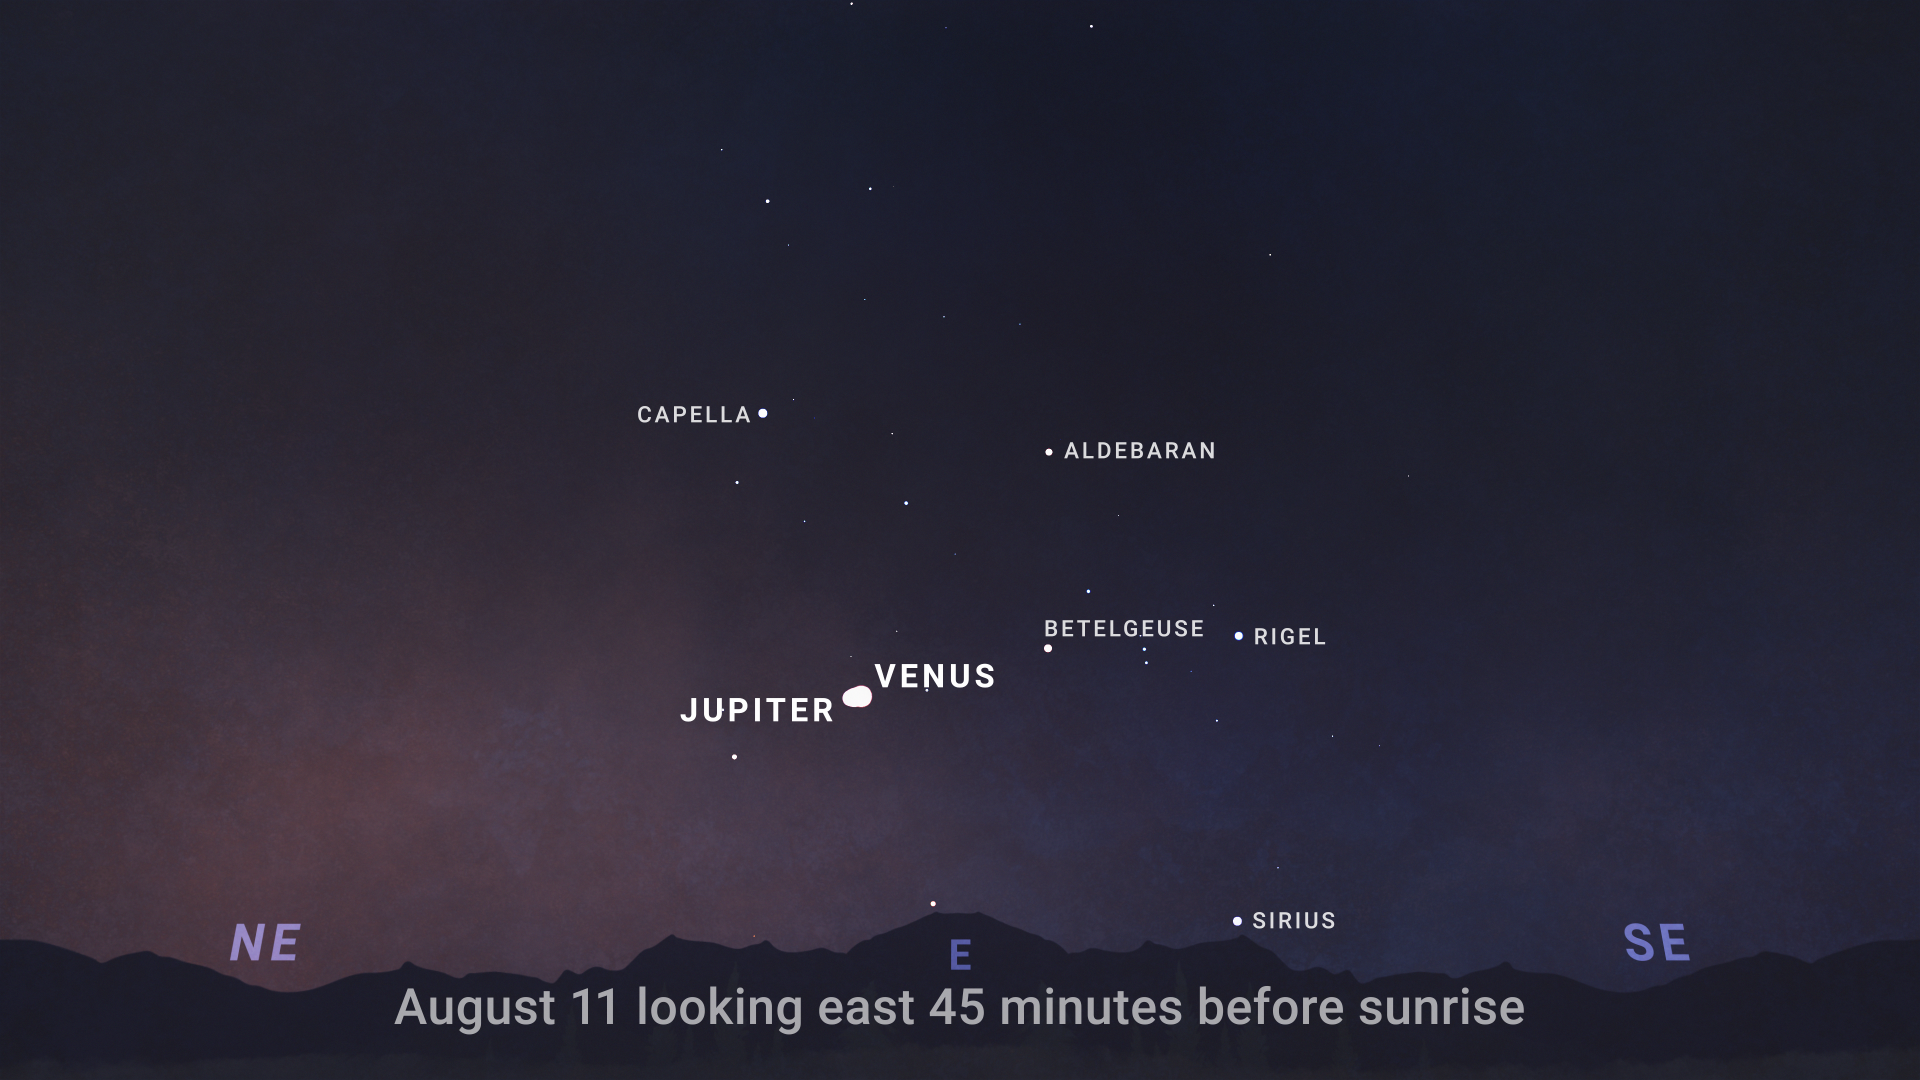 CAPELLA
ALDEBARAN
BETELGEUSE
RIGEL
VENUS
JUPITER
SIRIUS
NE
E
SE
August 11 looking east 45 minutes before sunrise